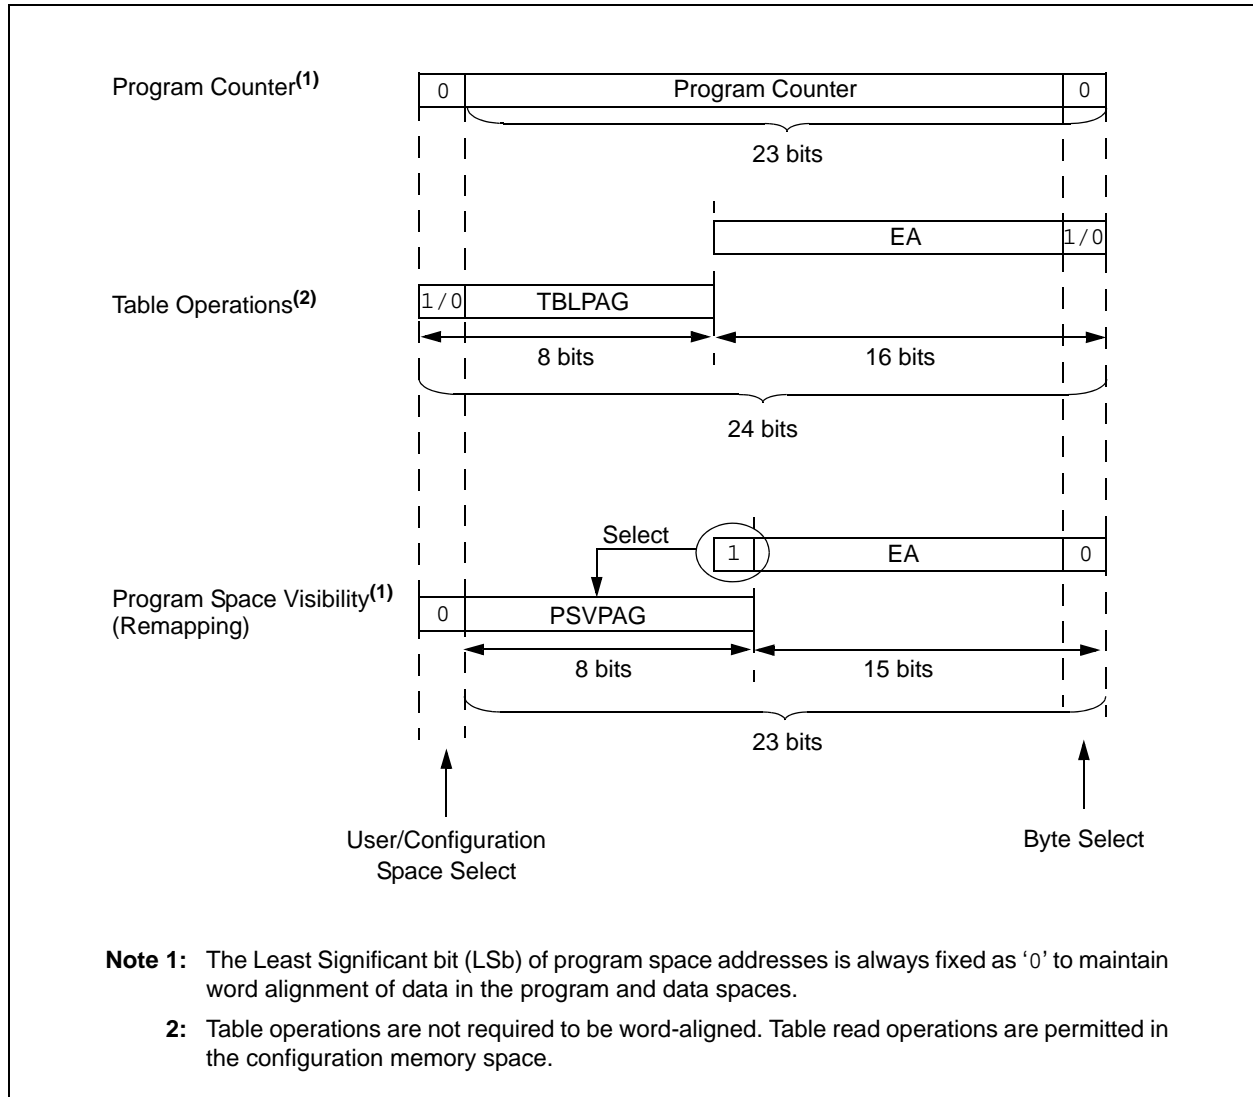 Program Counter(1)
0 Program Counter 0
23 bits
EA 1/0
Table Operations(2)
1/0 TBLPAG
8 bits 16 bits
24 bits
Select
1 EA 0
Program Space Visibility(1)
(Remapping)
0 PSVPAG
8 bits 15 bits
23 bits
User/Configuration
Space Select
Byte Select
Note 1: The Least Significant bit (LSb) of program space addresses is always fixed as ‘0’ to maintain
word alignment of data in the program and data spaces.
2: Table operations are not required to be word-aligned. Table read operations are permitted in
the configuration memory space.